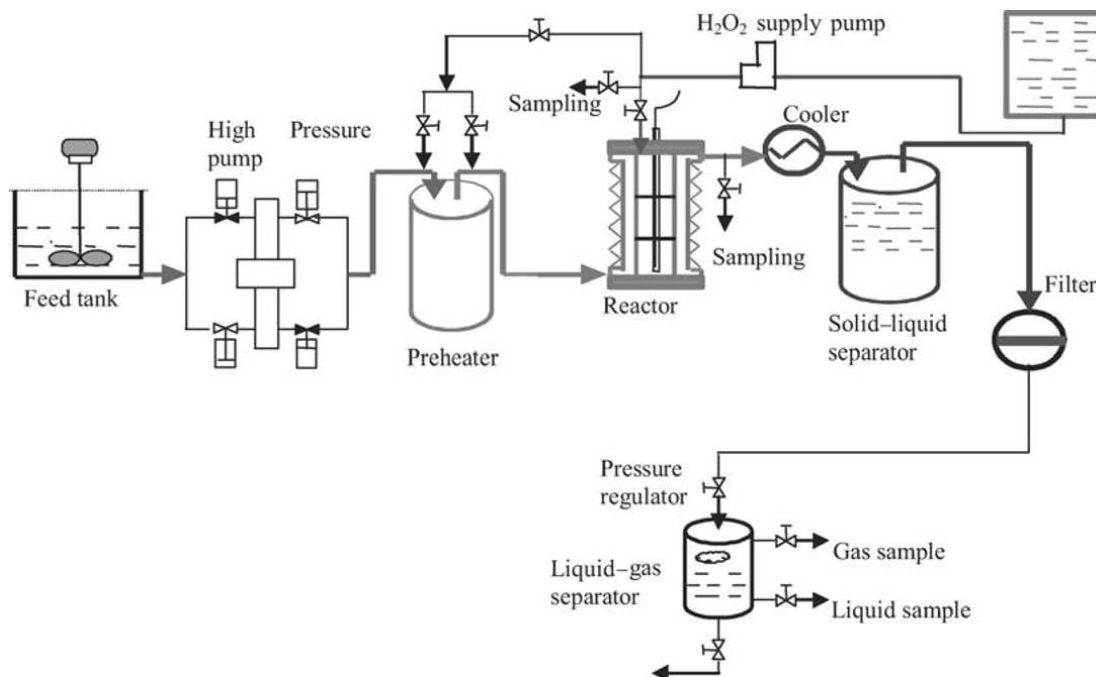 H₂O₂ supply pump
Sampling
Cooler
High
pump
Pressure
Sampling
Feed tank
Preheater
Reactor
Solid–liquid
separator
Filter
Pressure
regulator
Liquid–gas
separator
Gas sample
Liquid sample